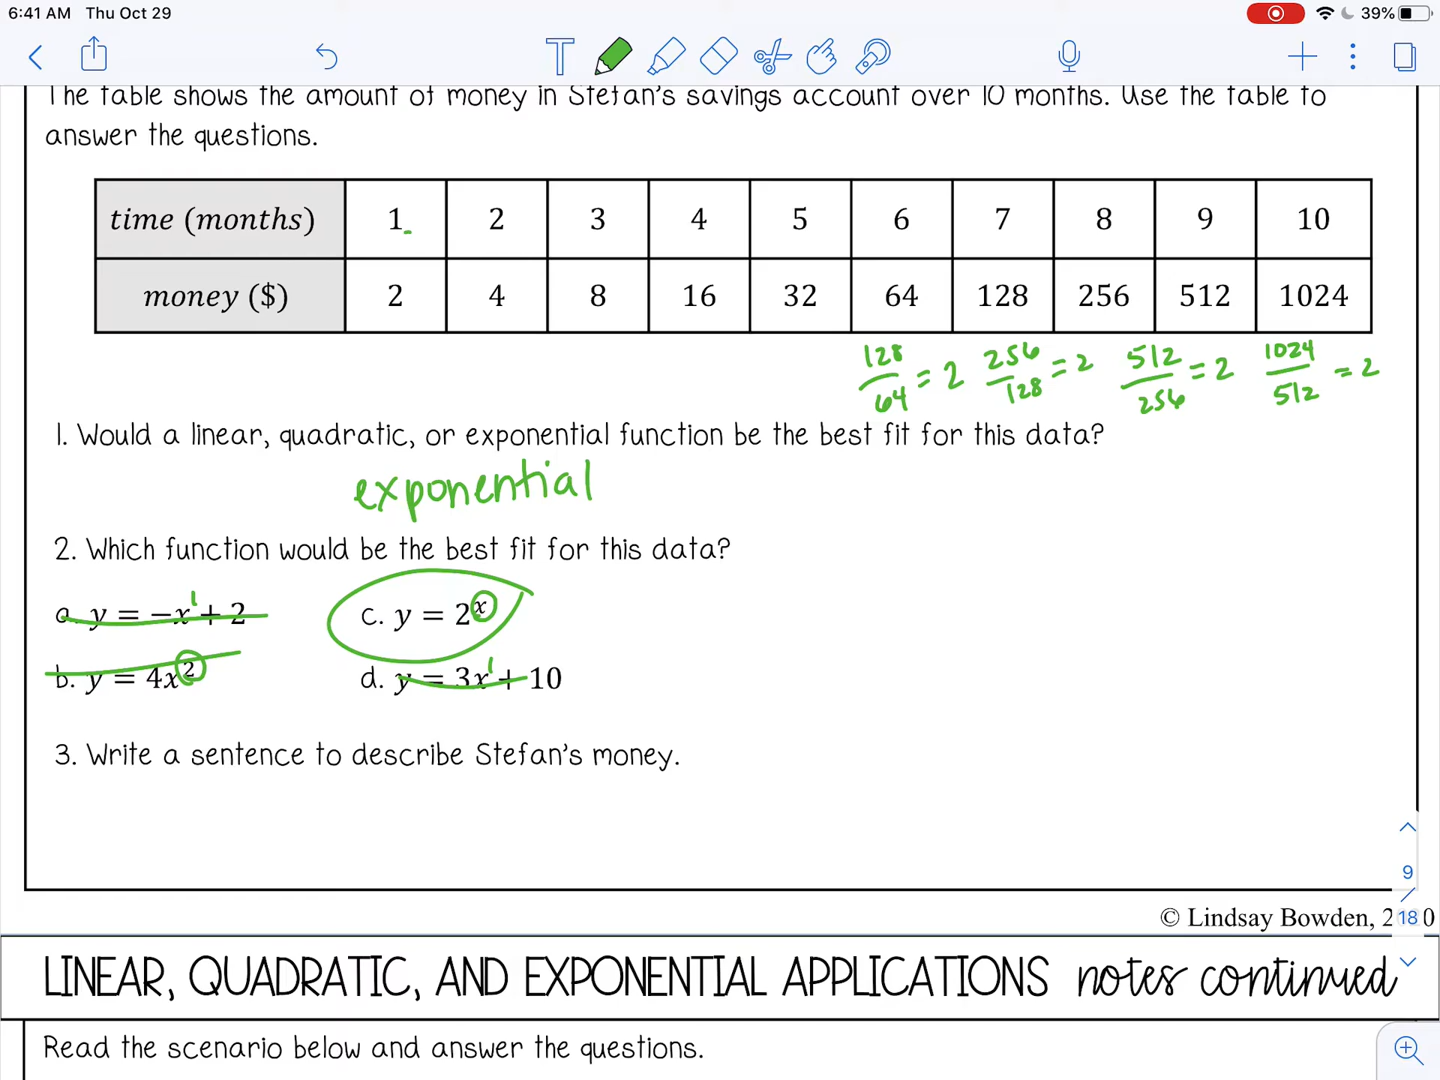 6:41 AM Thu Oct 29 39%
The table shows the amount of money in Stefan's savings account over 10 months. Use the table to
answer the questions.
time (months) 1 2 3 4 5 6 7 8 9 10
money ($) 2 4 8 16 32 64 128 256 512 1024
128/64 = 2 256/128 = 2 512/256 = 2 1024/512 = 2
1. Would a linear, quadratic, or exponential function be the best fit for this data?
exponential
2. Which function would be the best fit for this data?
a. y = −x¹ + 2 c. y = 2ˣ
b. y = 4x² d. y = 3x¹ + 10
3. Write a sentence to describe Stefan's money.
9 / 18
© Lindsay Bowden, 2 0
LINEAR, QUADRATIC, AND EXPONENTIAL APPLICATIONS notes continued
Read the scenario below and answer the questions.